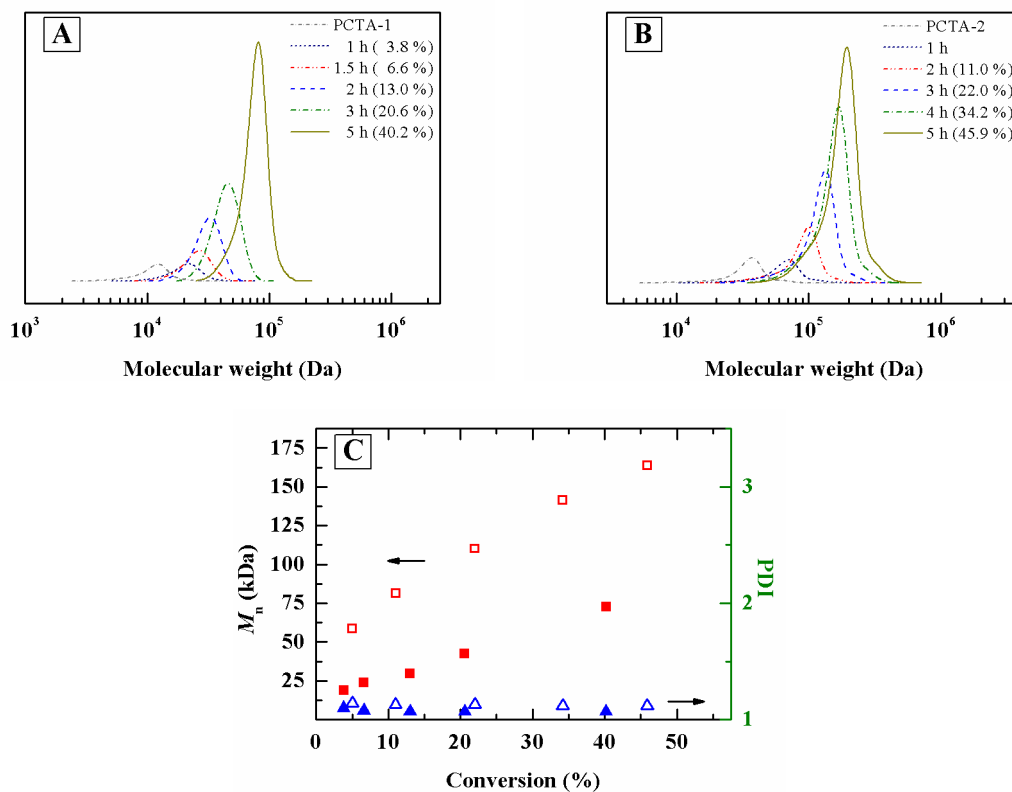 A
PCTA-1
1 h ( 3.8 %)
1.5 h ( 6.6 %)
2 h (13.0 %)
3 h (20.6 %)
5 h (40.2 %)
10³ 10⁴ 10⁵ 10⁶
Molecular weight (Da)
B
PCTA-2
1 h
2 h (11.0 %)
3 h (22.0 %)
4 h (34.2 %)
5 h (45.9 %)
10⁴ 10⁵ 10⁶
Molecular weight (Da)
C
175
150
125
100
75
50
25
Mₙ (kDa)
3
2
1
PDI
0 10 20 30 40 50
Conversion (%)